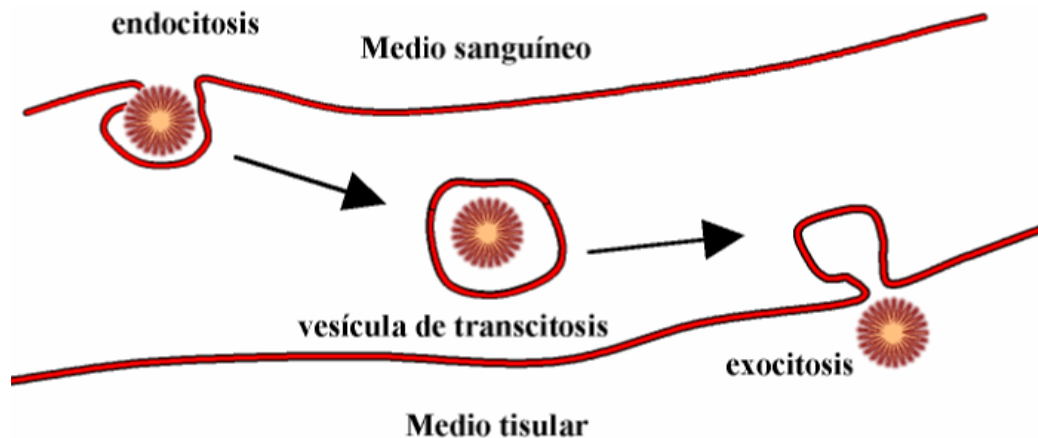 endocitosis
Medio sanguíneo
vesícula de transcitosis
exocitosis
Medio tisular